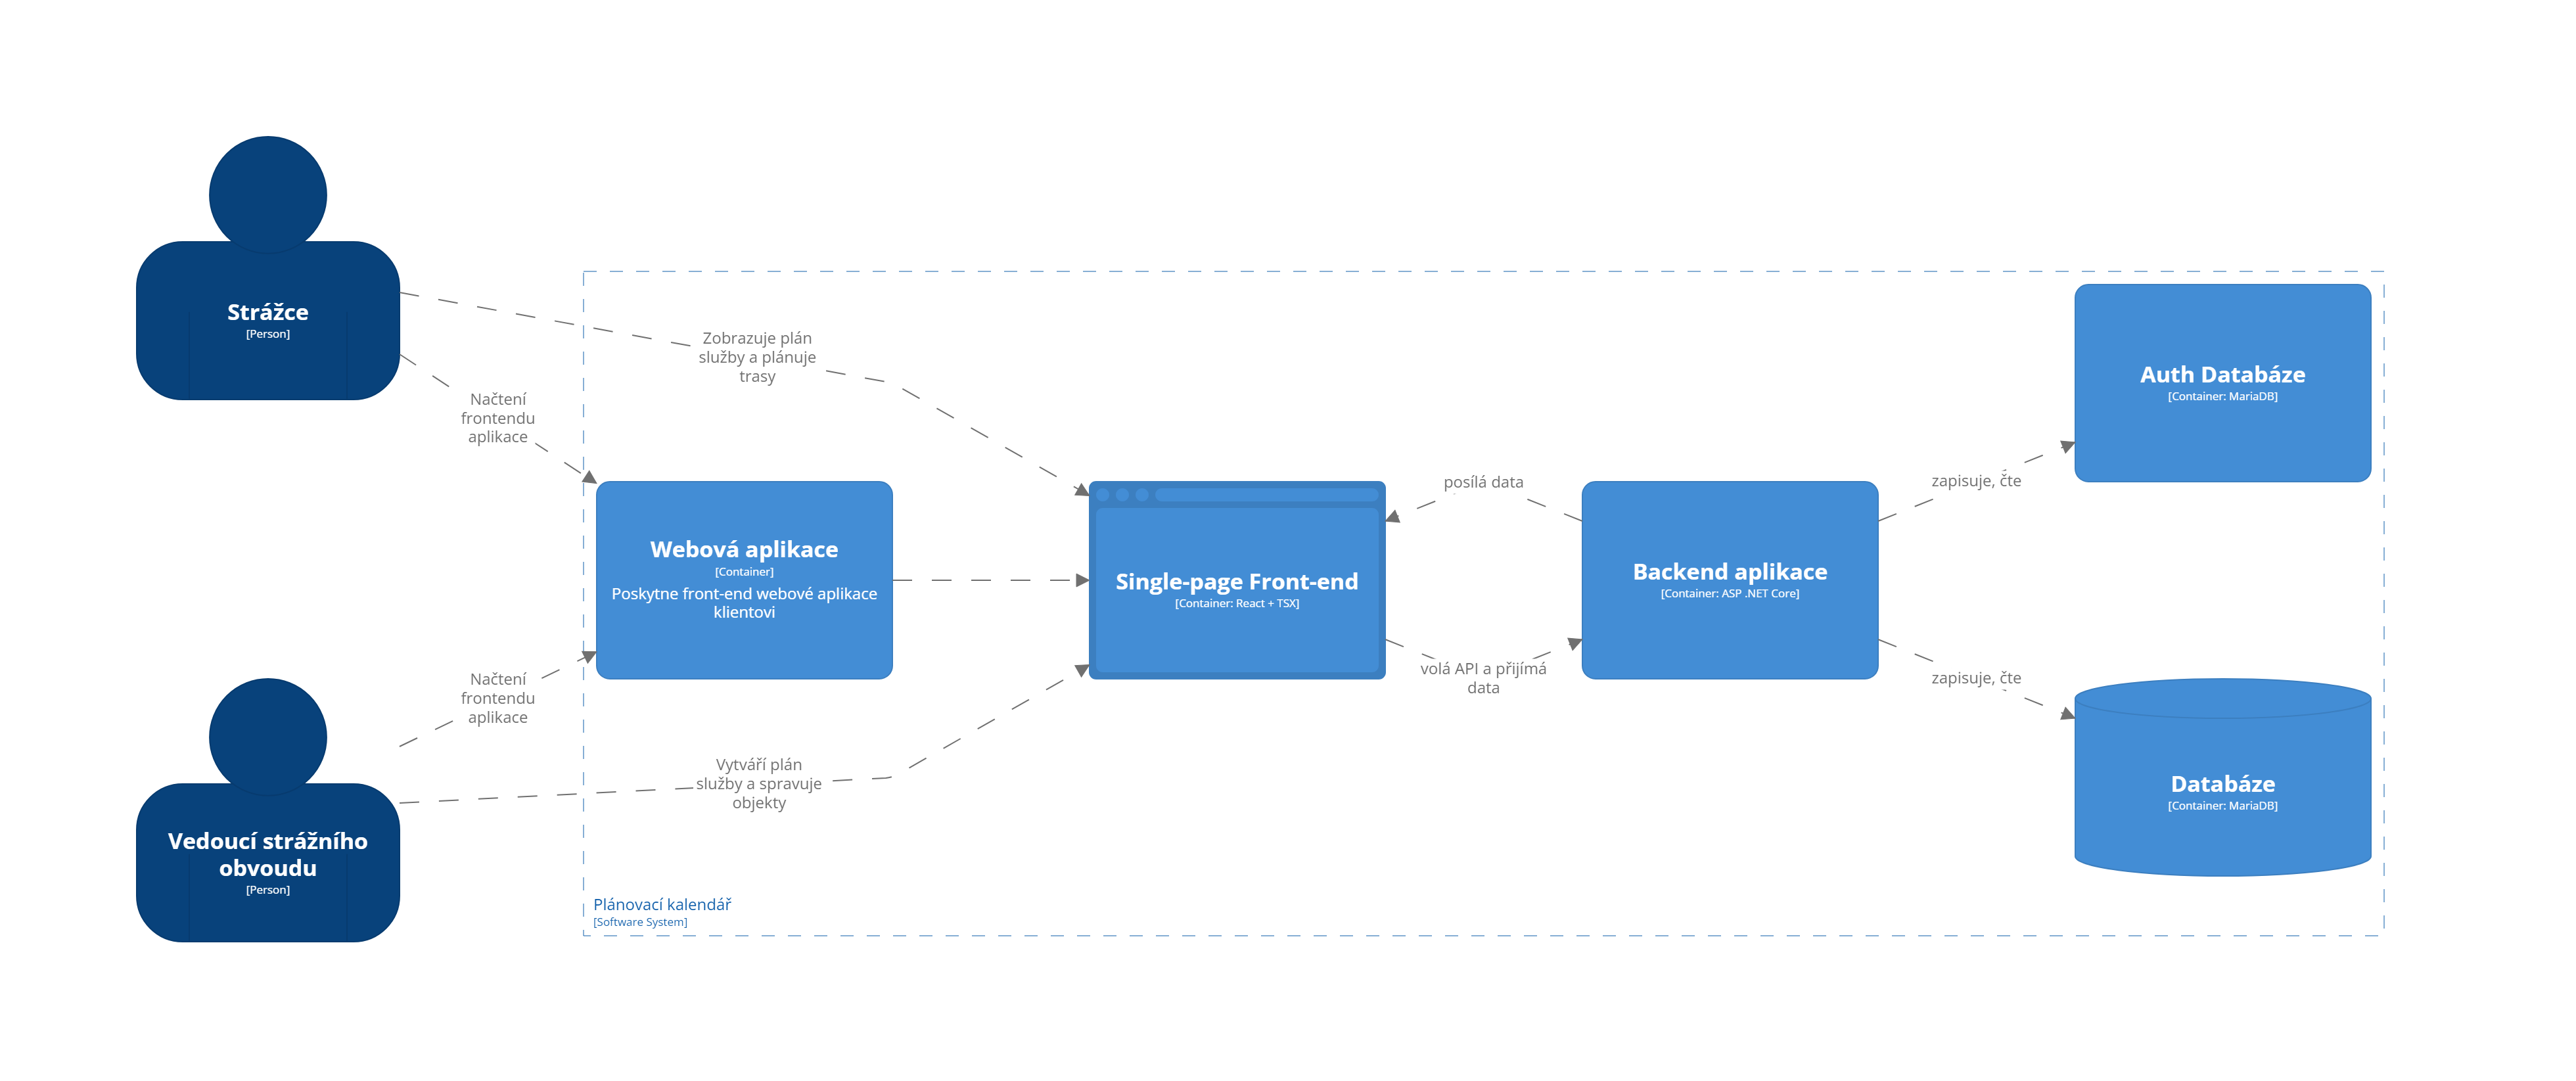 Strážce
[Person]
Zobrazuje plán
služby a plánuje
trasy
Načtení
frontendu
aplikace
Auth Databáze
[Container: MariaDB]
posílá data
zapisuje, čte
Webová aplikace
[Container]
Poskytne front-end webové aplikace
klientovi
Single-page Front-end
[Container: React + TSX]
Backend aplikace
[Container: ASP .NET Core]
Načtení
frontendu
aplikace
volá API a přijímá
data
zapisuje, čte
Vytváří plán
služby a spravuje
objekty
Databáze
[Container: MariaDB]
Vedoucí strážního
obvoudu
[Person]
Plánovací kalendář
[Software System]